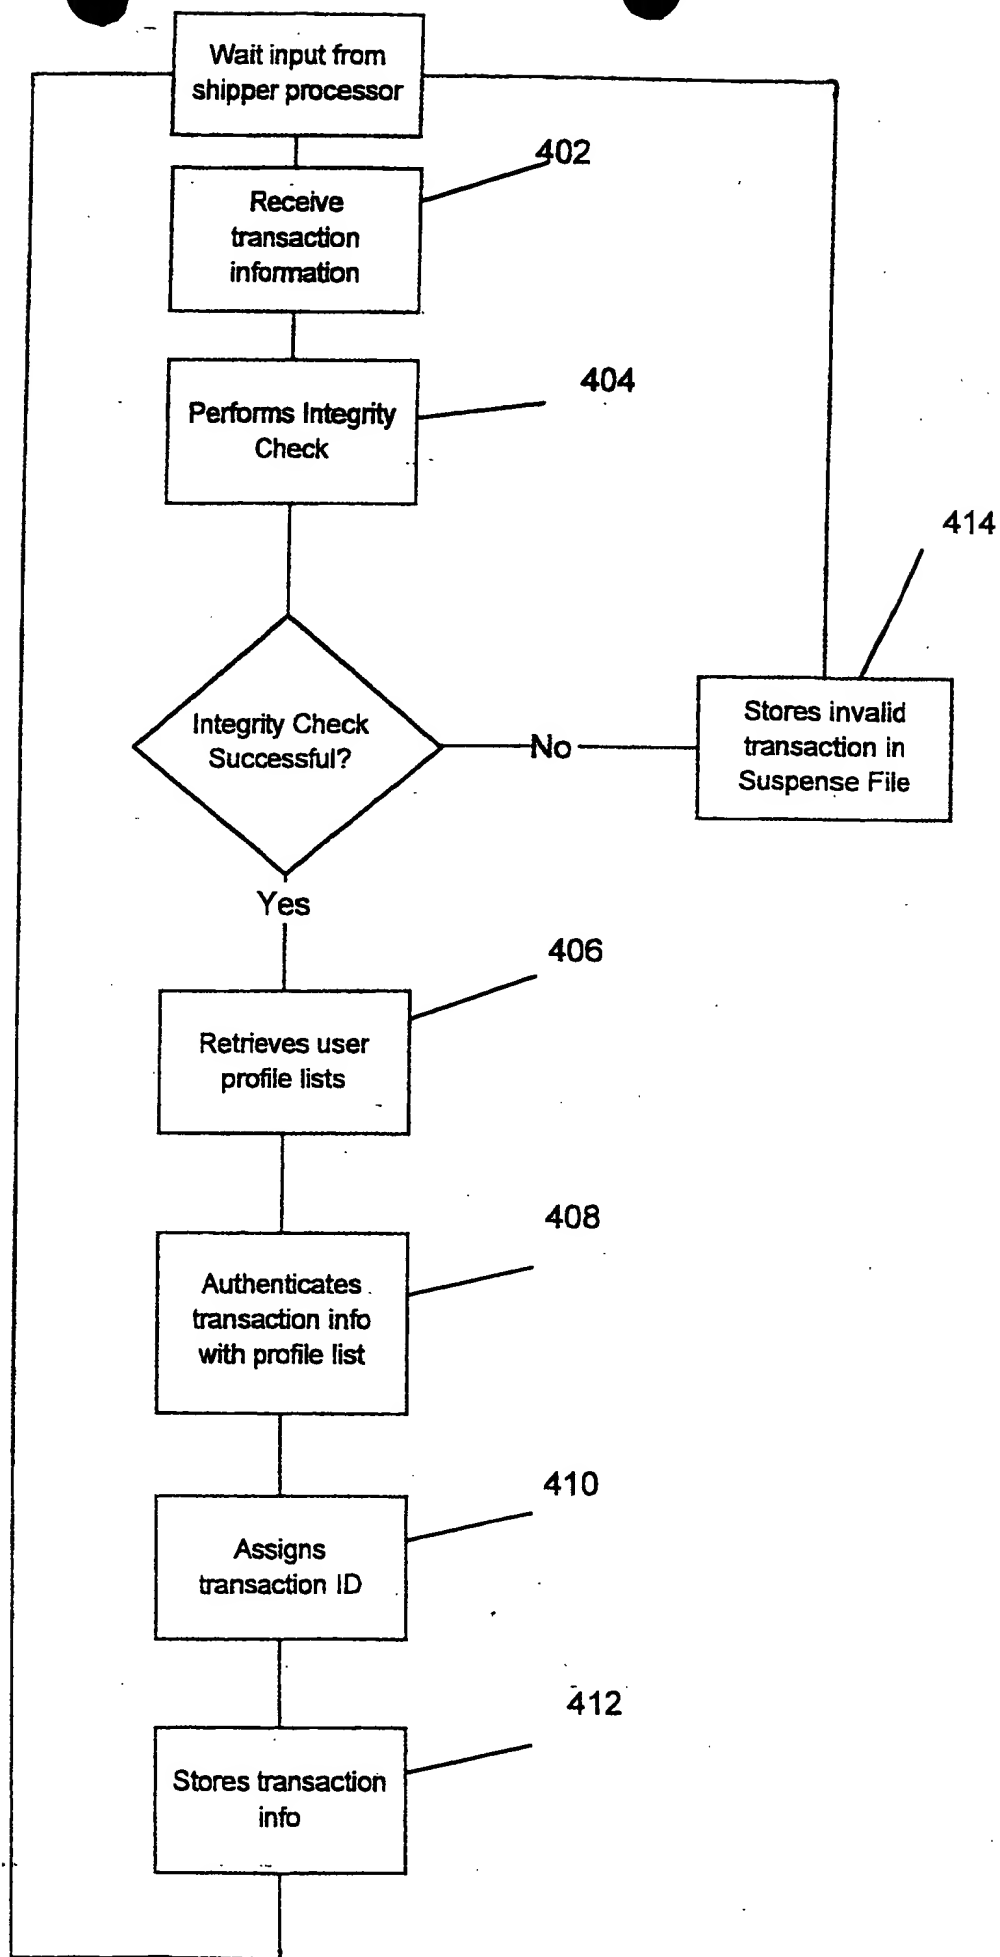 Wait input from
shipper processor
402
Receive
transaction
information
404
Performs Integrity
Check
414
Integrity Check
Successful?
No
Stores invalid
transaction in
Suspense File
Yes
406
Retrieves user
profile lists
408
Authenticates
transaction info
with profile list
410
Assigns
transaction ID
412
Stores transaction
info